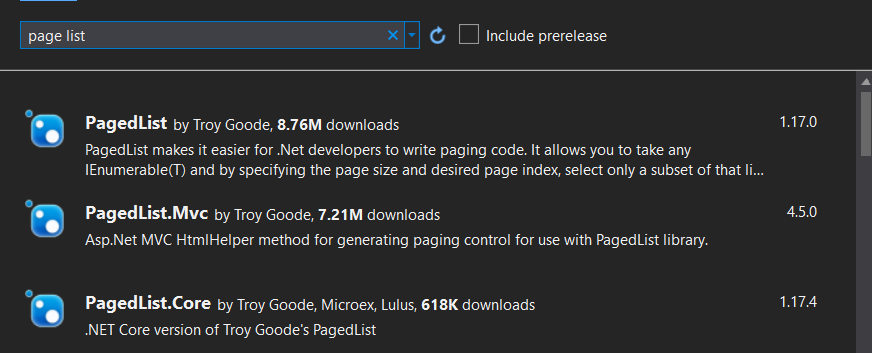 page list
Include prerelease
PagedList by Troy Goode, 8.76M downloads
1.17.0
PagedList makes it easier for .Net developers to write paging code. It allows you to take any
IEnumerable(T) and by specifying the page size and desired page index, select only a subset of that li...
PagedList.Mvc by Troy Goode, 7.21M downloads
4.5.0
Asp.Net MVC HtmlHelper method for generating paging control for use with PagedList library.
PagedList.Core by Troy Goode, Microex, Lulus, 618K downloads
1.17.4
.NET Core version of Troy Goode's PagedList